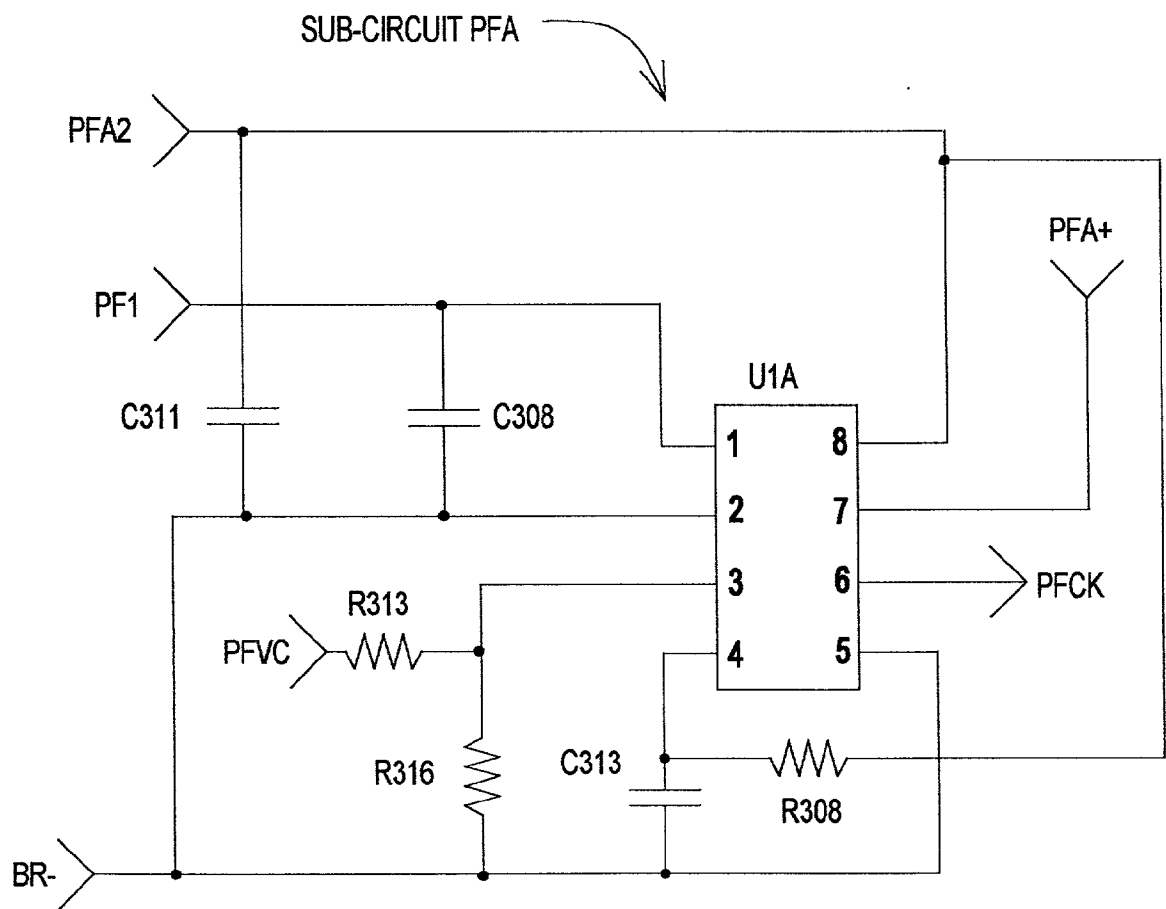 SUB-CIRCUIT PFA
PFA2
PFA+
PF1
U1A
C311
C308
1
8
2
7
3
6
R313
PFCK
PFVC
4
5
R316
C313
R308
BR-